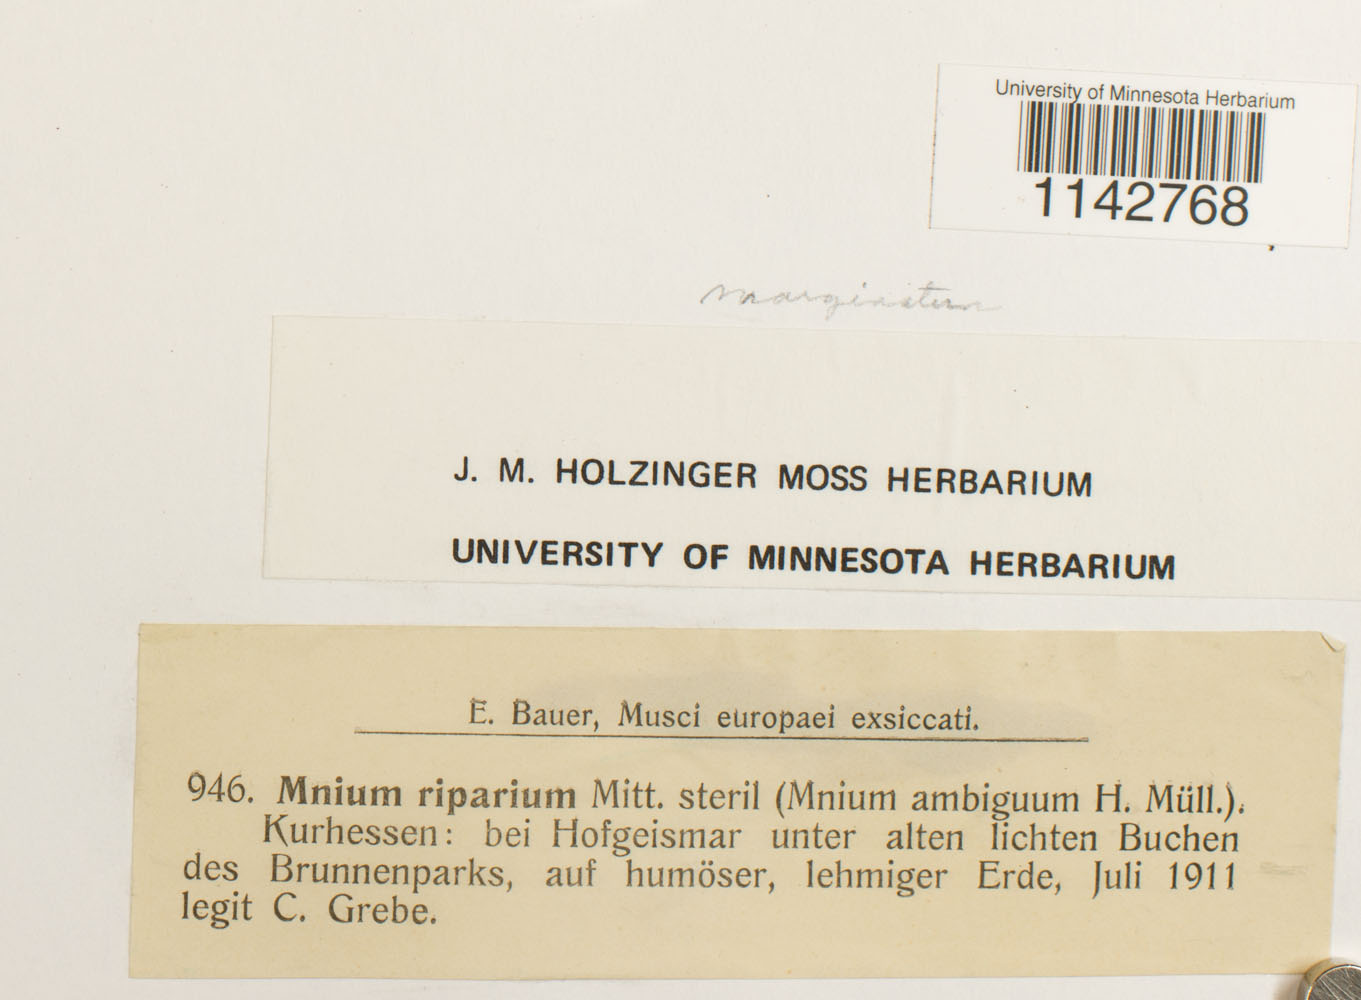 University of Minnesota Herbarium
1142768
marginatum
J. M. HOLZINGER MOSS HERBARIUM
UNIVERSITY OF MINNESOTA HERBARIUM
E. Bauer, Musci europaei exsiccati.
946. Mnium riparium Mitt. steril (Mnium ambiguum H. Müll.).
Kurhessen: bei Hofgeismar unter alten lichten Buchen
des Brunnenparks, auf humöser, lehmiger Erde, Juli 1911
legit C. Grebe.